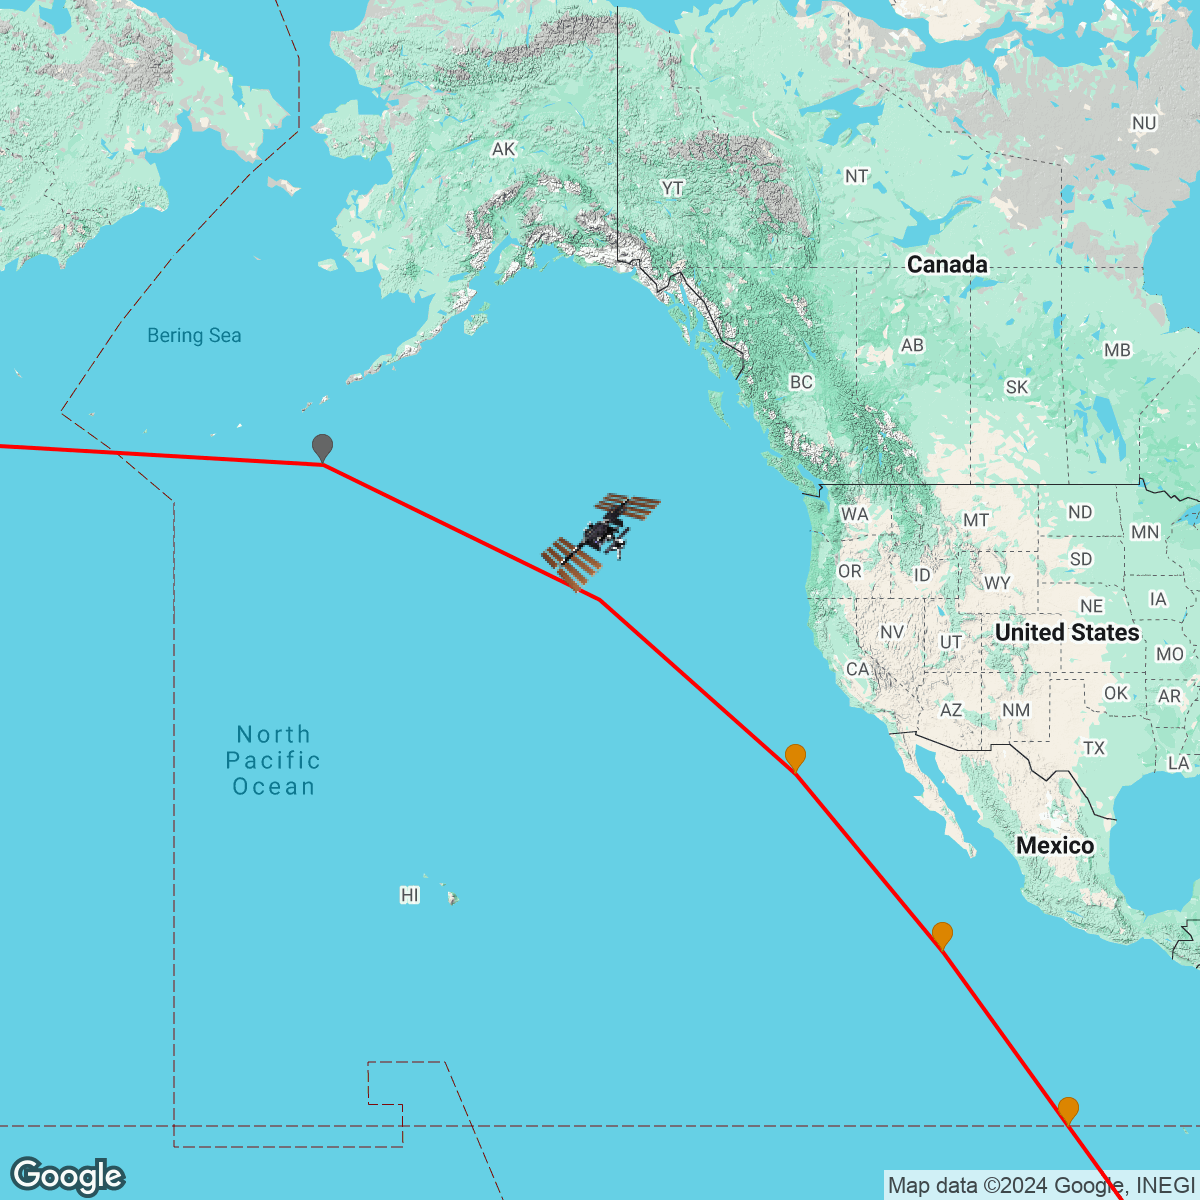 NU
AK
NT
YT
Canada
Bering Sea
AB
MB
BC
SK
WA
MT
ND
MN
OR
ID
WY
SD
NE
IA
NV
UT
United States
CA
MO
OK
AR
AZ
NM
North
Pacific
Ocean
TX
LA
Mexico
HI
Google
Map data ©2024 Google, INEGI